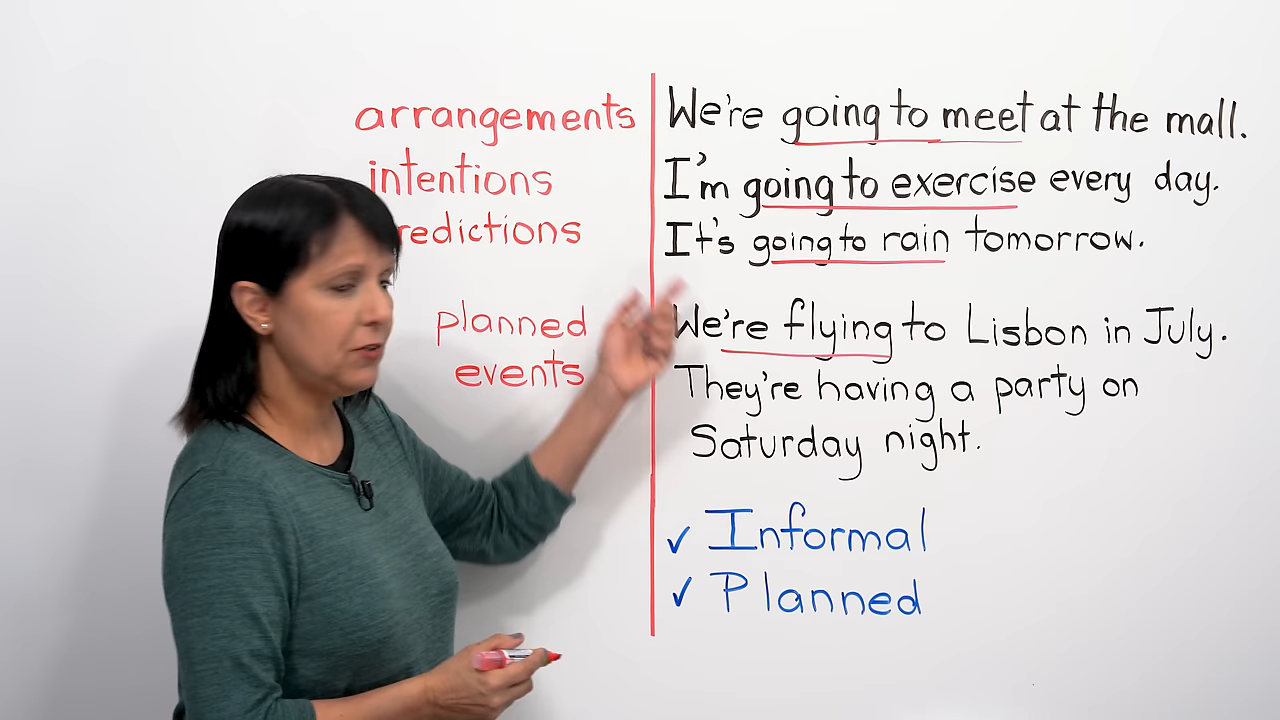 arrangements We're going to meet at the mall.
intentions I'm going to exercise every day.
redictions It's going to rain tomorrow.
planned We're flying to Lisbon in July.
events They're having a party on
Saturday night.
✓ Informal
✓ Planned